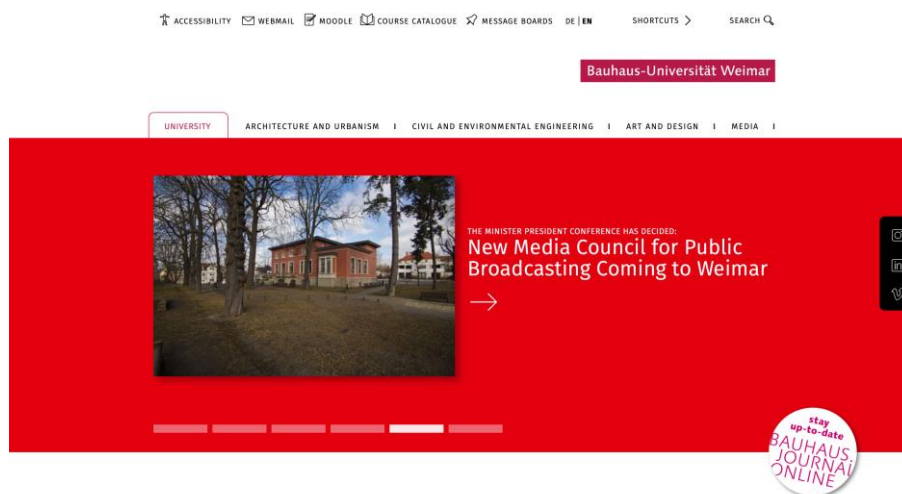 ACCESSIBILITY WEBMAIL MOODLE COURSE CATALOGUE MESSAGE BOARDS DE | EN SHORTCUTS SEARCH
Bauhaus-Universität Weimar
UNIVERSITY ARCHITECTURE AND URBANISM I CIVIL AND ENVIRONMENTAL ENGINEERING I ART AND DESIGN I MEDIA I
THE MINISTER PRESIDENT CONFERENCE HAS DECIDED:
New Media Council for Public
Broadcasting Coming to Weimar
in
stay
up-to-date
BAUHAUS.
JOURNAL
ONLINE